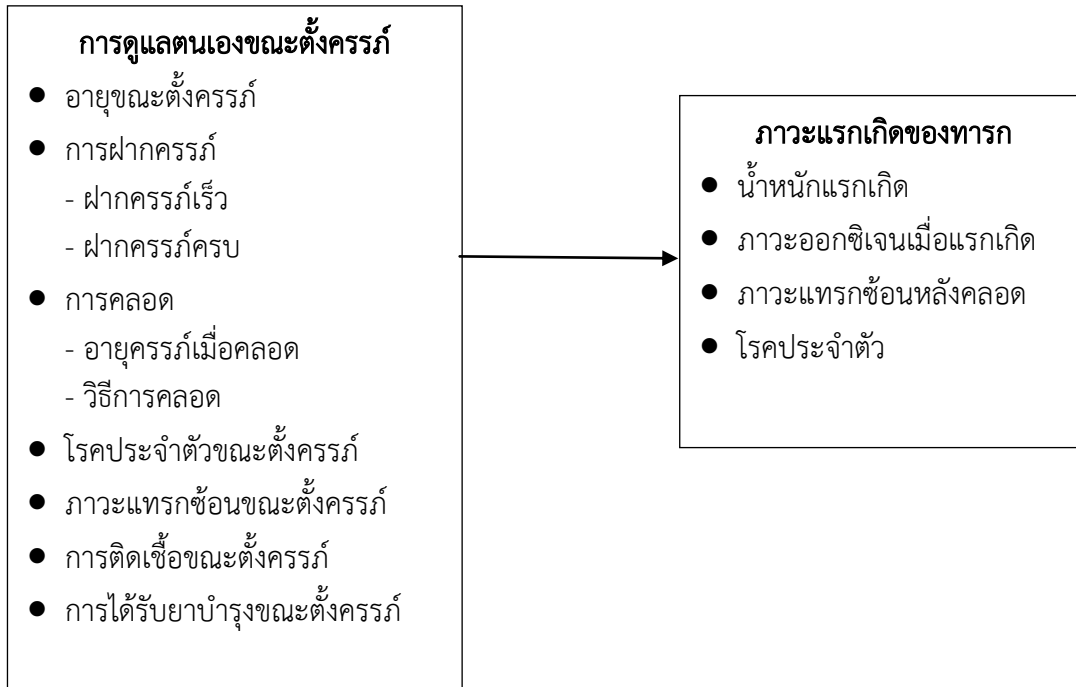 การดูแลตนเองขณะตั้งครรภ์
● อายุขณะตั้งครรภ์
● การฝากครรภ์
- ฝากครรภ์เร็ว
- ฝากครรภ์ครบ
● การคลอด
- อายุครรภ์เมื่อคลอด
- วิธีการคลอด
● โรคประจำตัวขณะตั้งครรภ์
● ภาวะแทรกซ้อนขณะตั้งครรภ์
● การติดเชื้อขณะตั้งครรภ์
● การได้รับยาบำรุงขณะตั้งครรภ์
ภาวะแรกเกิดของทารก
● น้ำหนักแรกเกิด
● ภาวะออกซิเจนเมื่อแรกเกิด
● ภาวะแทรกซ้อนหลังคลอด
● โรคประจำตัว